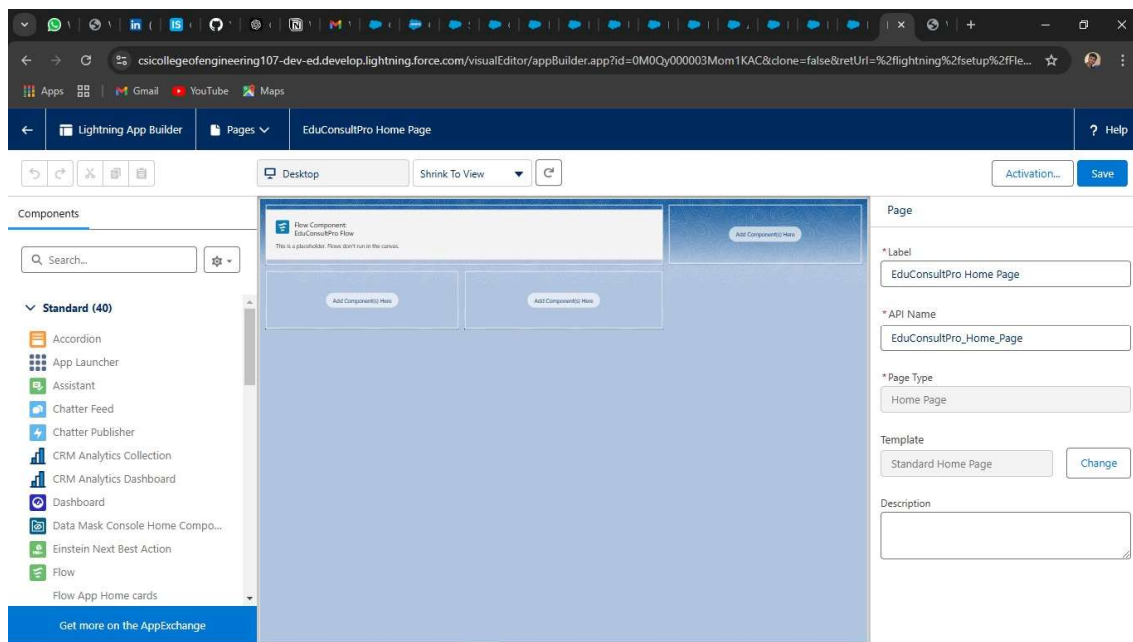 csicollegeofengineering107-dev-ed.develop.lightning.force.com/visualEditor/appBuilder.app?id=0M0Qy000003Mom1KAC&clone=false&retUrl=%2flightning%2fsetup%2fFle...
Apps Gmail YouTube Maps
Lightning App Builder Pages EduConsultPro Home Page ? Help
Desktop Shrink To View Activation... Save
Components
Search...
Standard (40)
Accordion
App Launcher
Assistant
Chatter Feed
Chatter Publisher
CRM Analytics Collection
CRM Analytics Dashboard
Dashboard
Data Mask Console Home Compo...
Einstein Next Best Action
Flow
Flow App Home cards
Get more on the AppExchange
Flow Component:
EduConsultPro Flow
This is a placeholder. Flows don't run in the canvas.
Add Component(s) Here
Add Component(s) Here Add Component(s) Here
Page
*Label
EduConsultPro Home Page
*API Name
EduConsultPro_Home_Page
*Page Type
Home Page
Template
Standard Home Page Change
Description